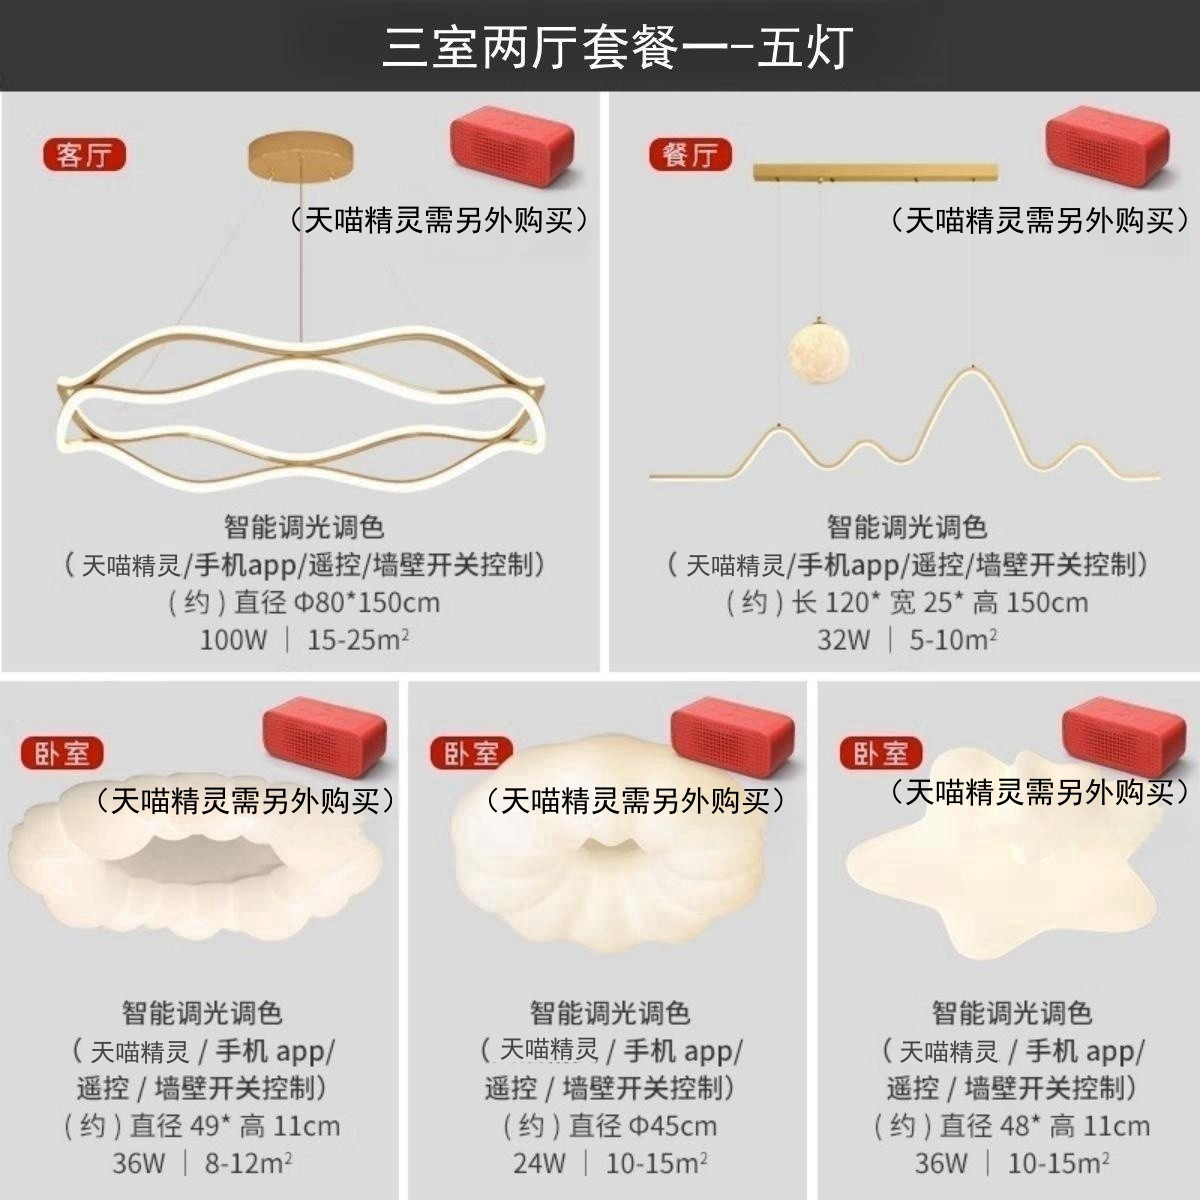 三室两厅套餐一-五灯
客厅
（天喵精灵需另外购买）
智能调光调色
（天喵精灵/手机app/遥控/墙壁开关控制）
(约)直径 Φ80*150cm
100W | 15-25m²
餐厅
（天喵精灵需另外购买）
智能调光调色
（天喵精灵/手机app/遥控/墙壁开关控制）
(约)长 120* 宽 25* 高 150cm
32W | 5-10m²
卧室
（天喵精灵需另外购买）
智能调光调色
（天喵精灵 / 手机 app/
遥控 / 墙壁开关控制）
(约)直径 49* 高 11cm
36W | 8-12m²
卧室
（天喵精灵需另外购买）
智能调光调色
（天喵精灵 / 手机 app/
遥控 / 墙壁开关控制）
(约)直径 Φ45cm
24W | 10-15m²
卧室
（天喵精灵需另外购买）
智能调光调色
（天喵精灵 / 手机 app/
遥控 / 墙壁开关控制）
(约)直径 48* 高 11cm
36W | 10-15m²